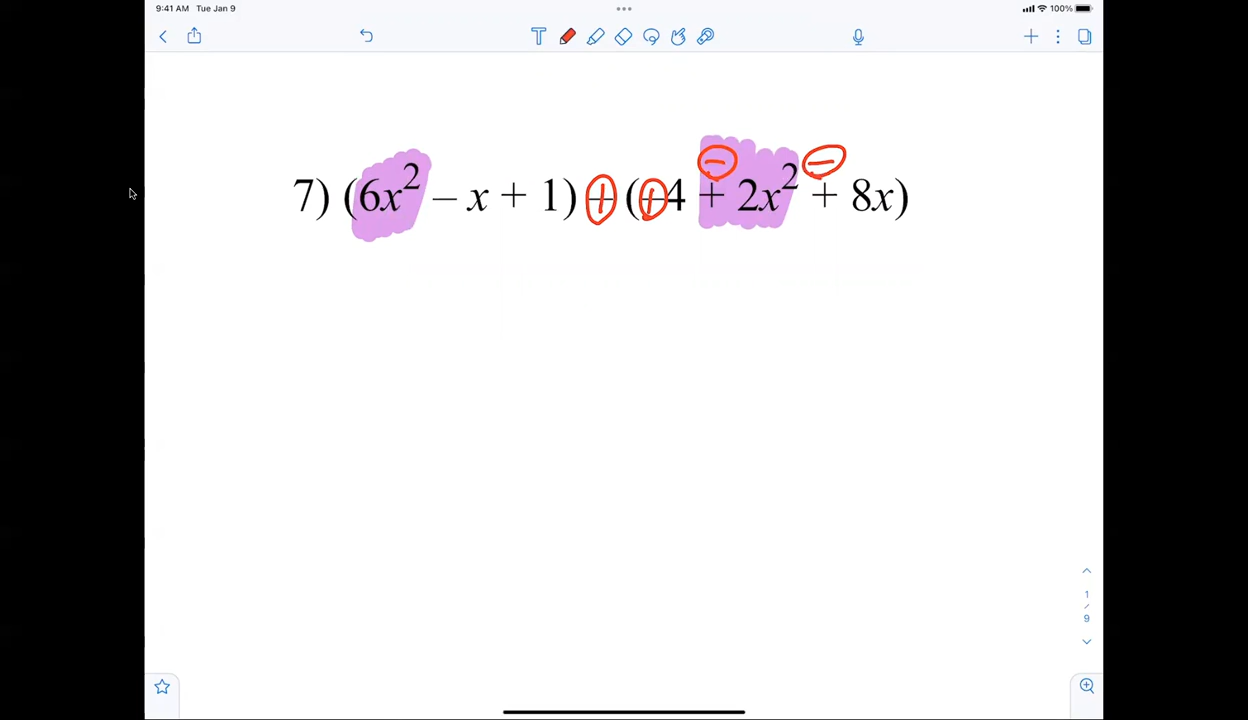 9:41 AM Tue Jan 9
100%
T
− −
7) (6x² – x + 1) – (–4 + 2x² + 8x)
+ +
1
/
9